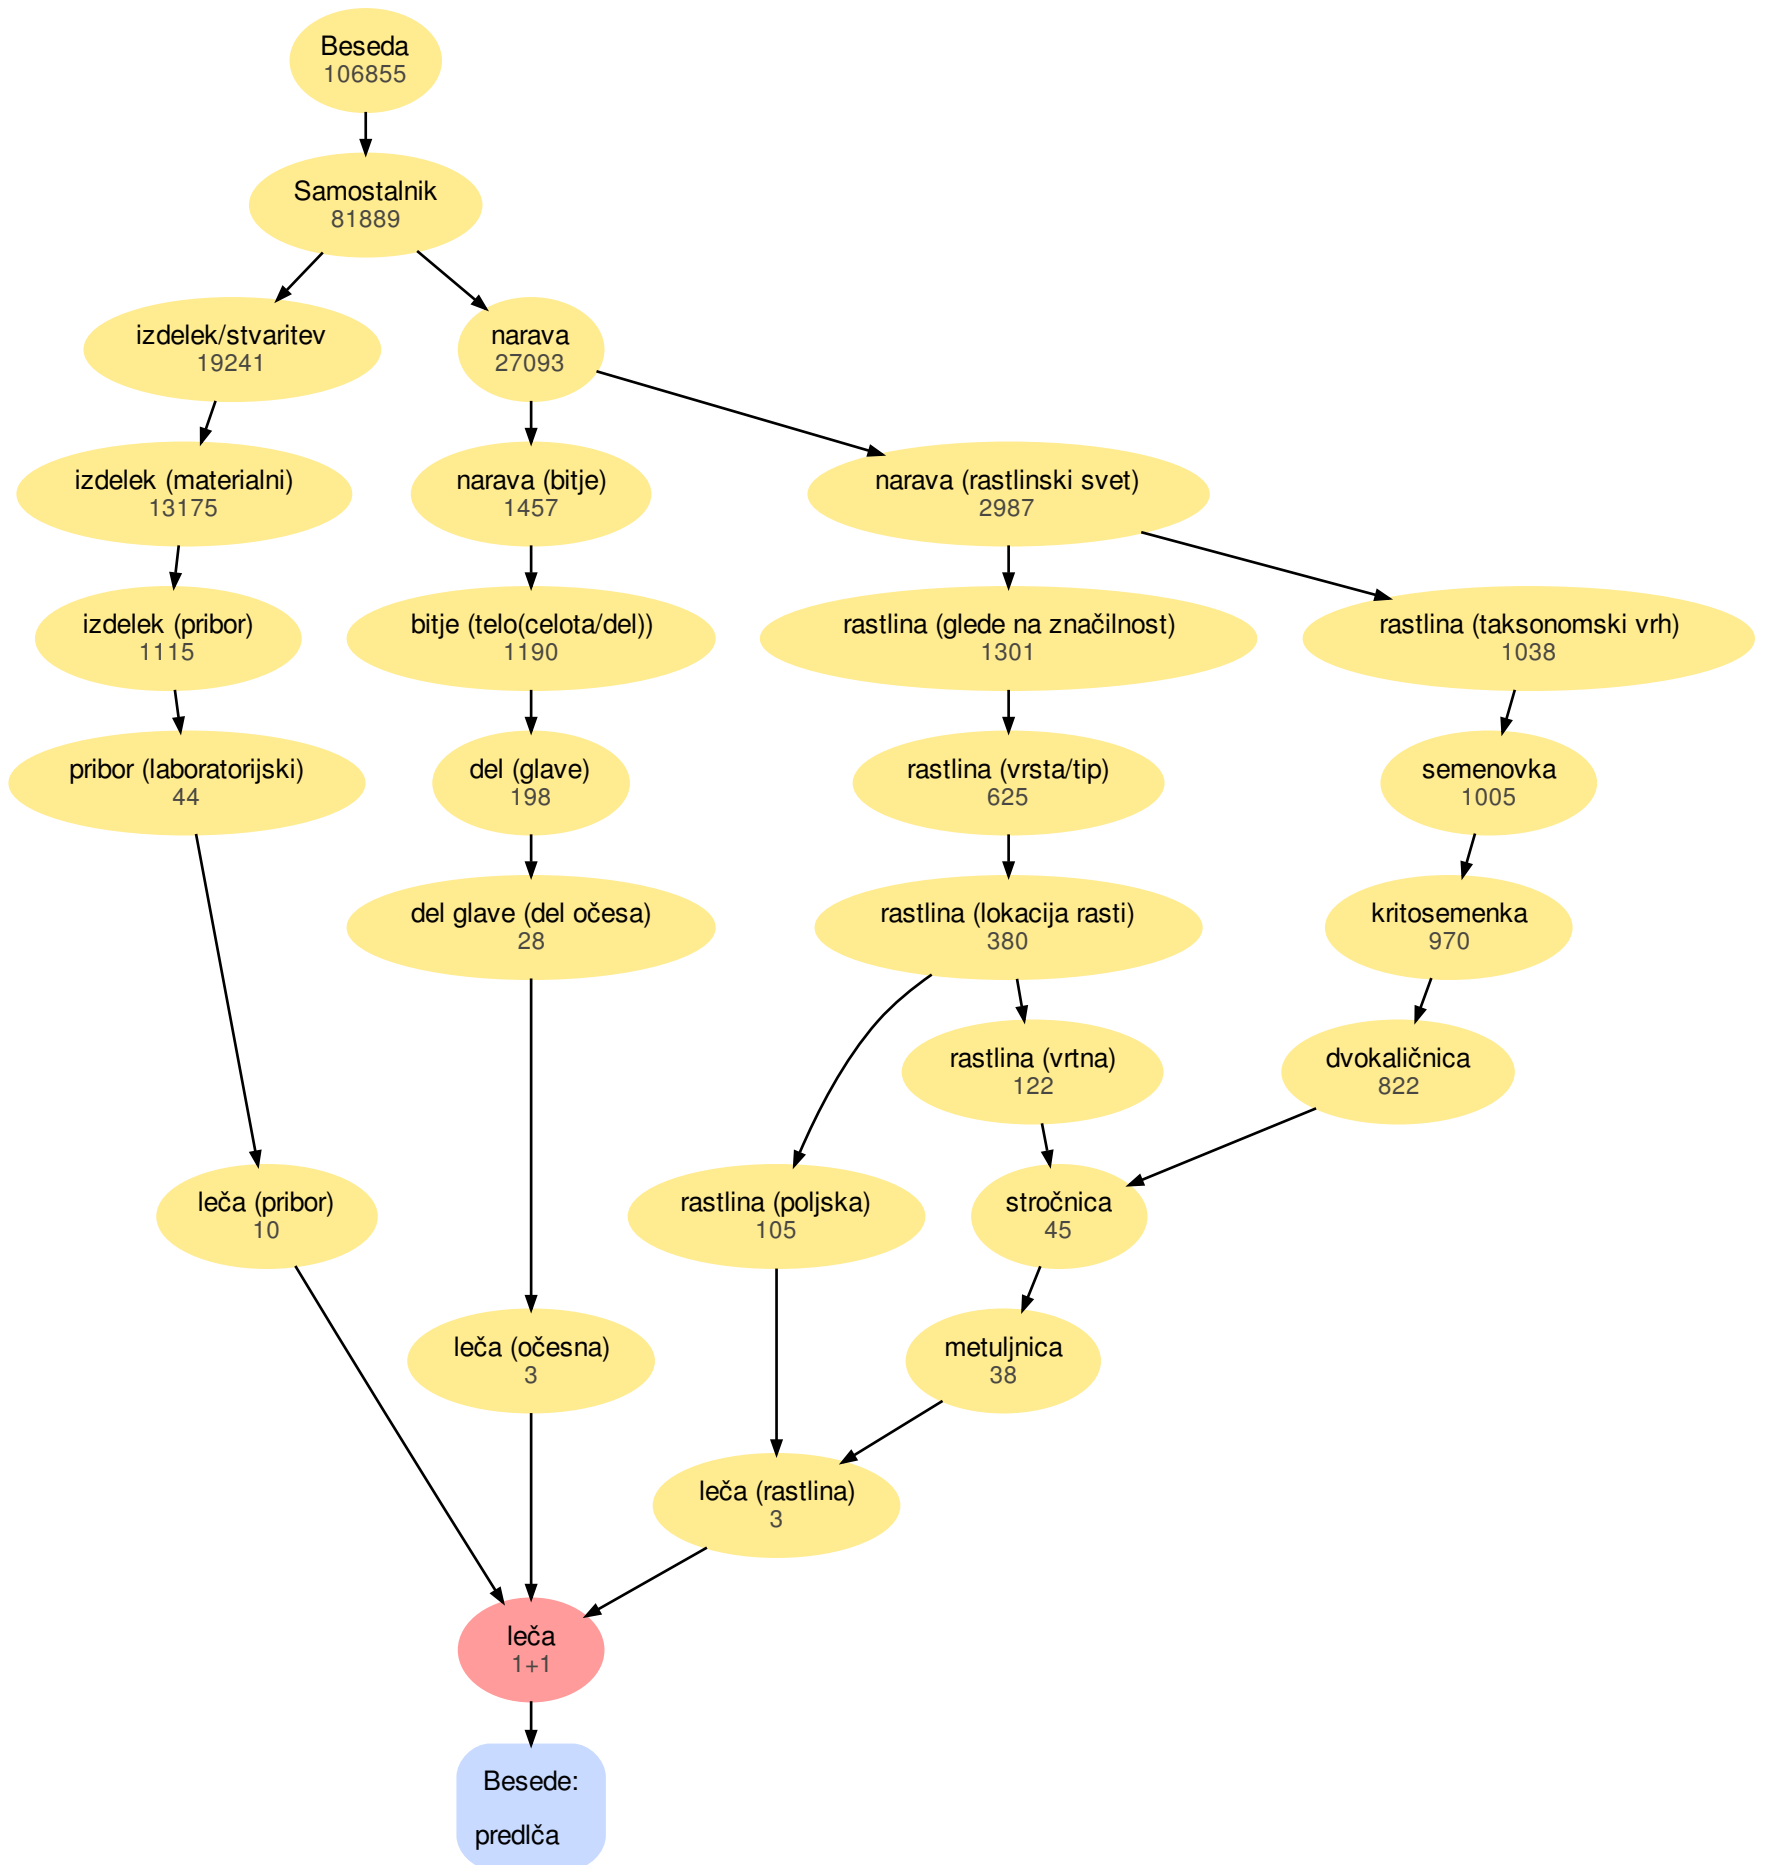 Beseda
106855
Samostalnik
81889
izdelek/stvaritev
19241
narava
27093
izdelek (materialni)
13175
narava (bitje)
1457
narava (rastlinski svet)
2987
izdelek (pribor)
1115
bitje (telo(celota/del))
1190
rastlina (glede na značilnost)
1301
rastlina (taksonomski vrh)
1038
pribor (laboratorijski)
44
del (glave)
198
rastlina (vrsta/tip)
625
semenovka
1005
del glave (del očesa)
28
rastlina (lokacija rasti)
380
kritosemenka
970
rastlina (vrtna)
122
dvokaličnica
822
leča (pribor)
10
rastlina (poljska)
105
stročnica
45
leča (očesna)
3
metuljnica
38
leča (rastlina)
3
leča
1+1
Besede:
predlča